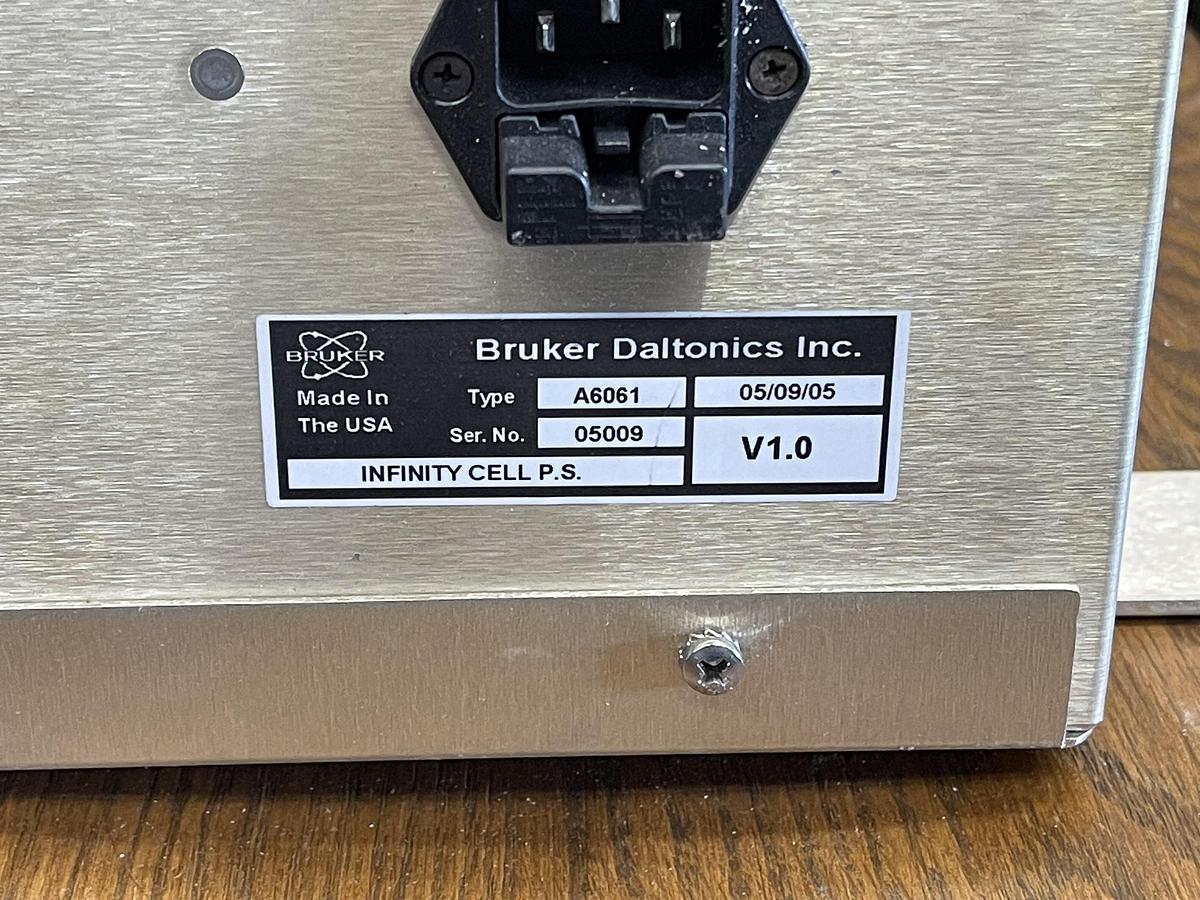 BRUKER
Bruker Daltonics Inc.
Made In
The USA
Type A6061 05/09/05
Ser. No. 05009
V1.0
INFINITY CELL P.S.